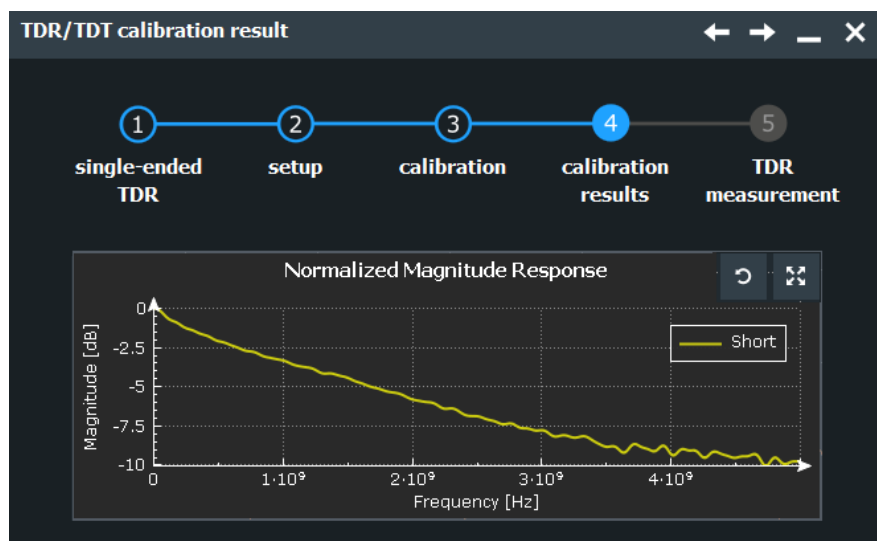 TDR/TDT calibration result
1
2
3
4
5
single-ended TDR
setup
calibration
calibration results
TDR measurement
Normalized Magnitude Response
Short
Magnitude [dB]
0
-2.5
-5
-7.5
-10
0
1·10⁹
2·10⁹
3·10⁹
4·10⁹
Frequency [Hz]